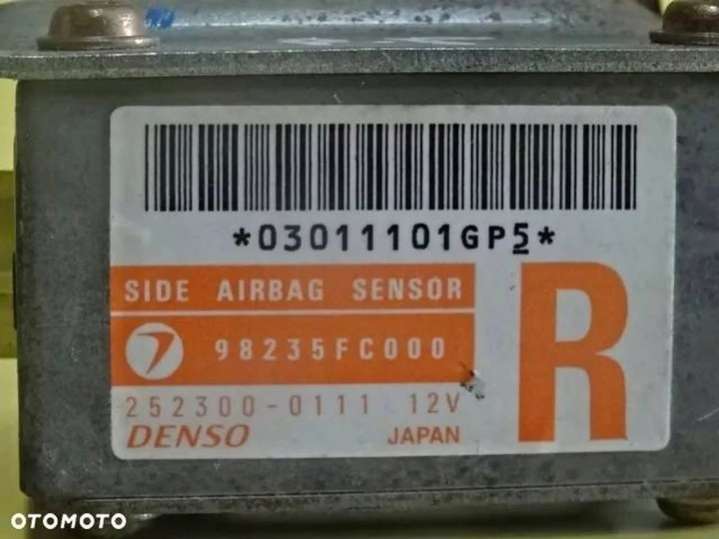 *03011101GP5*
SIDE AIRBAG SENSOR
98235FC000
R
252300-0111 12V
DENSO JAPAN
OTOMOTO